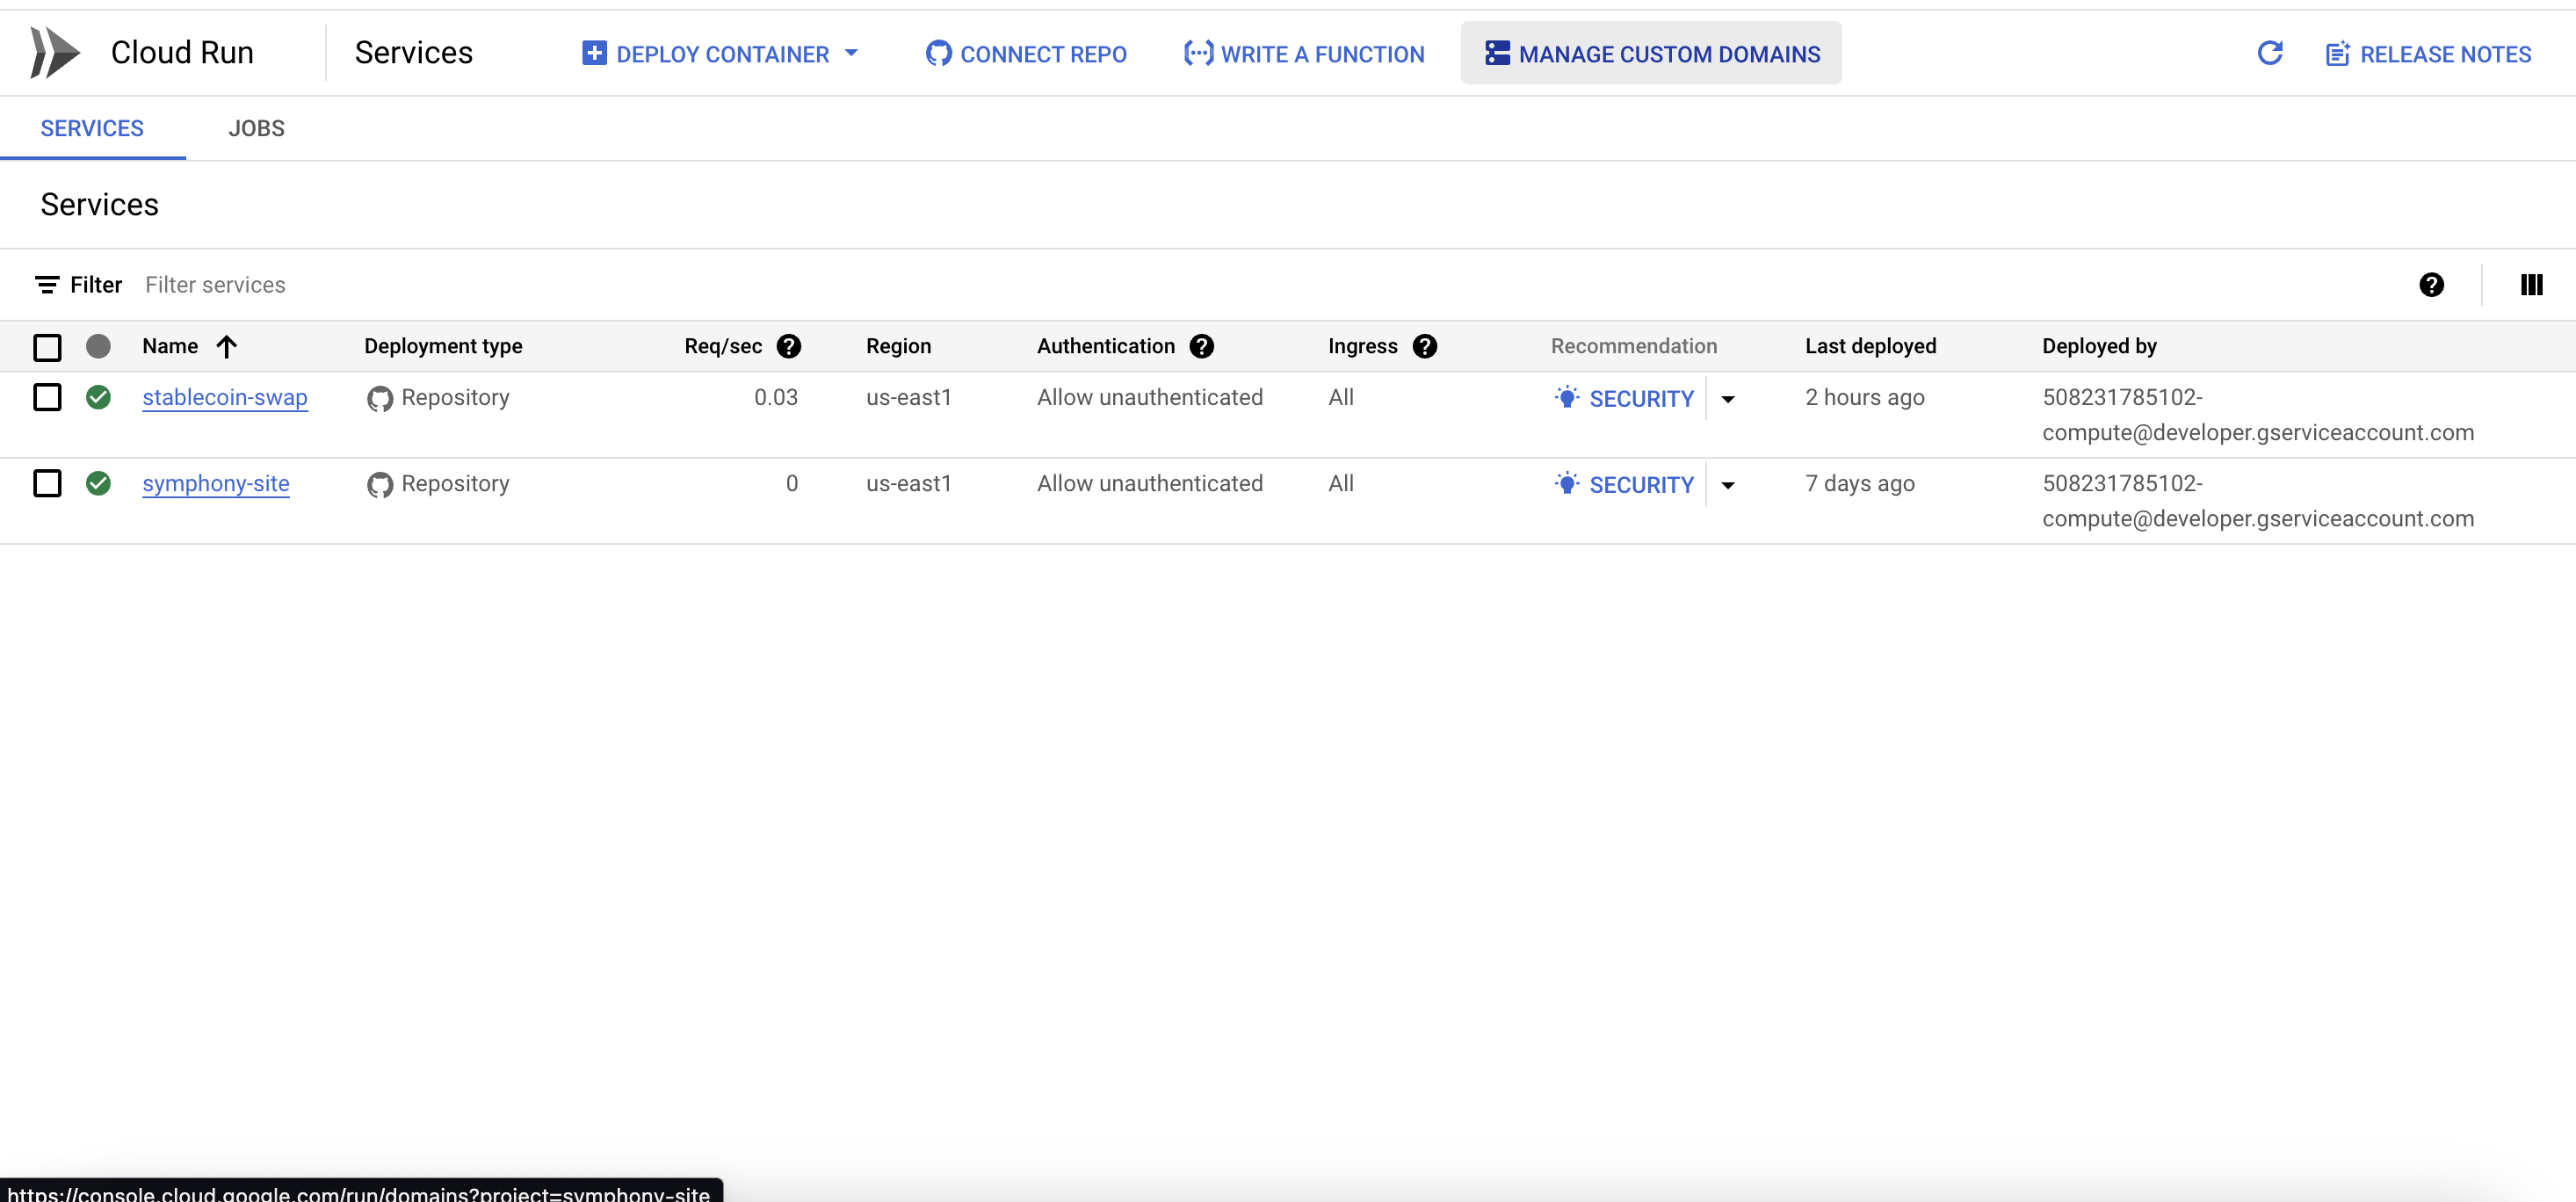 Cloud Run Services DEPLOY CONTAINER CONNECT REPO WRITE A FUNCTION MANAGE CUSTOM DOMAINS RELEASE NOTES
SERVICES JOBS
Services
Filter Filter services
Name Deployment type Req/sec Region Authentication Ingress Recommendation Last deployed Deployed by
stablecoin-swap Repository 0.03 us-east1 Allow unauthenticated All SECURITY 2 hours ago 508231785102-
compute@developer.gserviceaccount.com
symphony-site Repository 0 us-east1 Allow unauthenticated All SECURITY 7 days ago 508231785102-
compute@developer.gserviceaccount.com
https://console.cloud.google.com/run/domains?project=symphony-site